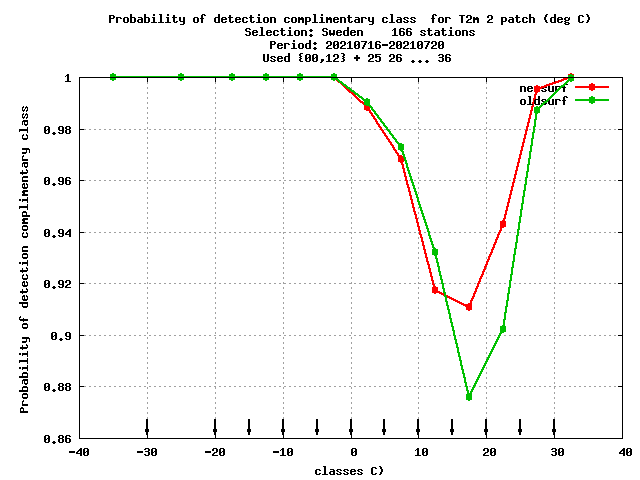 Probability of detection complimentary class  for T2m 2 patch (deg C)
Selection: Sweden    166 stations
Period: 20210716-20210720
Used {00,12} + 25 26 ... 36
newsurf
oldsurf
Probability of detection complimentary class
1
0.98
0.96
0.94
0.92
0.9
0.88
0.86
-40 -30 -20 -10 0 10 20 30 40
classes C)